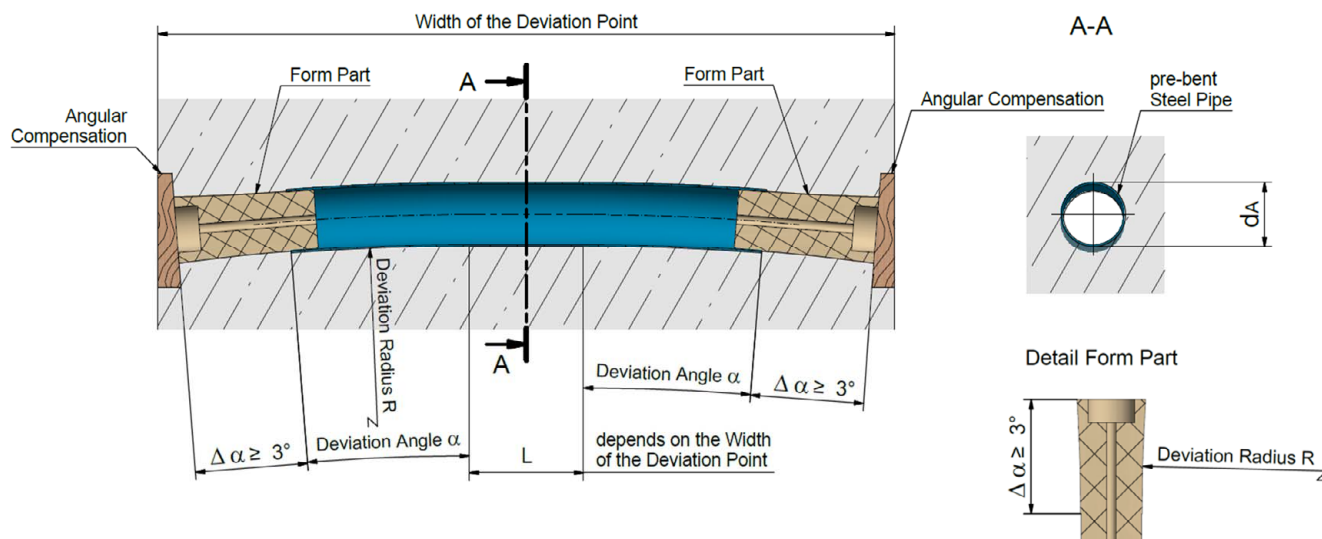 Width of the Deviation Point
A-A
A
Form Part
Form Part
pre-bent
Steel Pipe
Angular
Compensation
Angular Compensation
dA
Deviation Radius R
A
Detail Form Part
Deviation Angle α
Δ α ≥ 3°
Δ α ≥ 3°
Deviation Angle α
L
depends on the Width
of the Deviation Point
Δ α ≥ 3°
Deviation Radius R